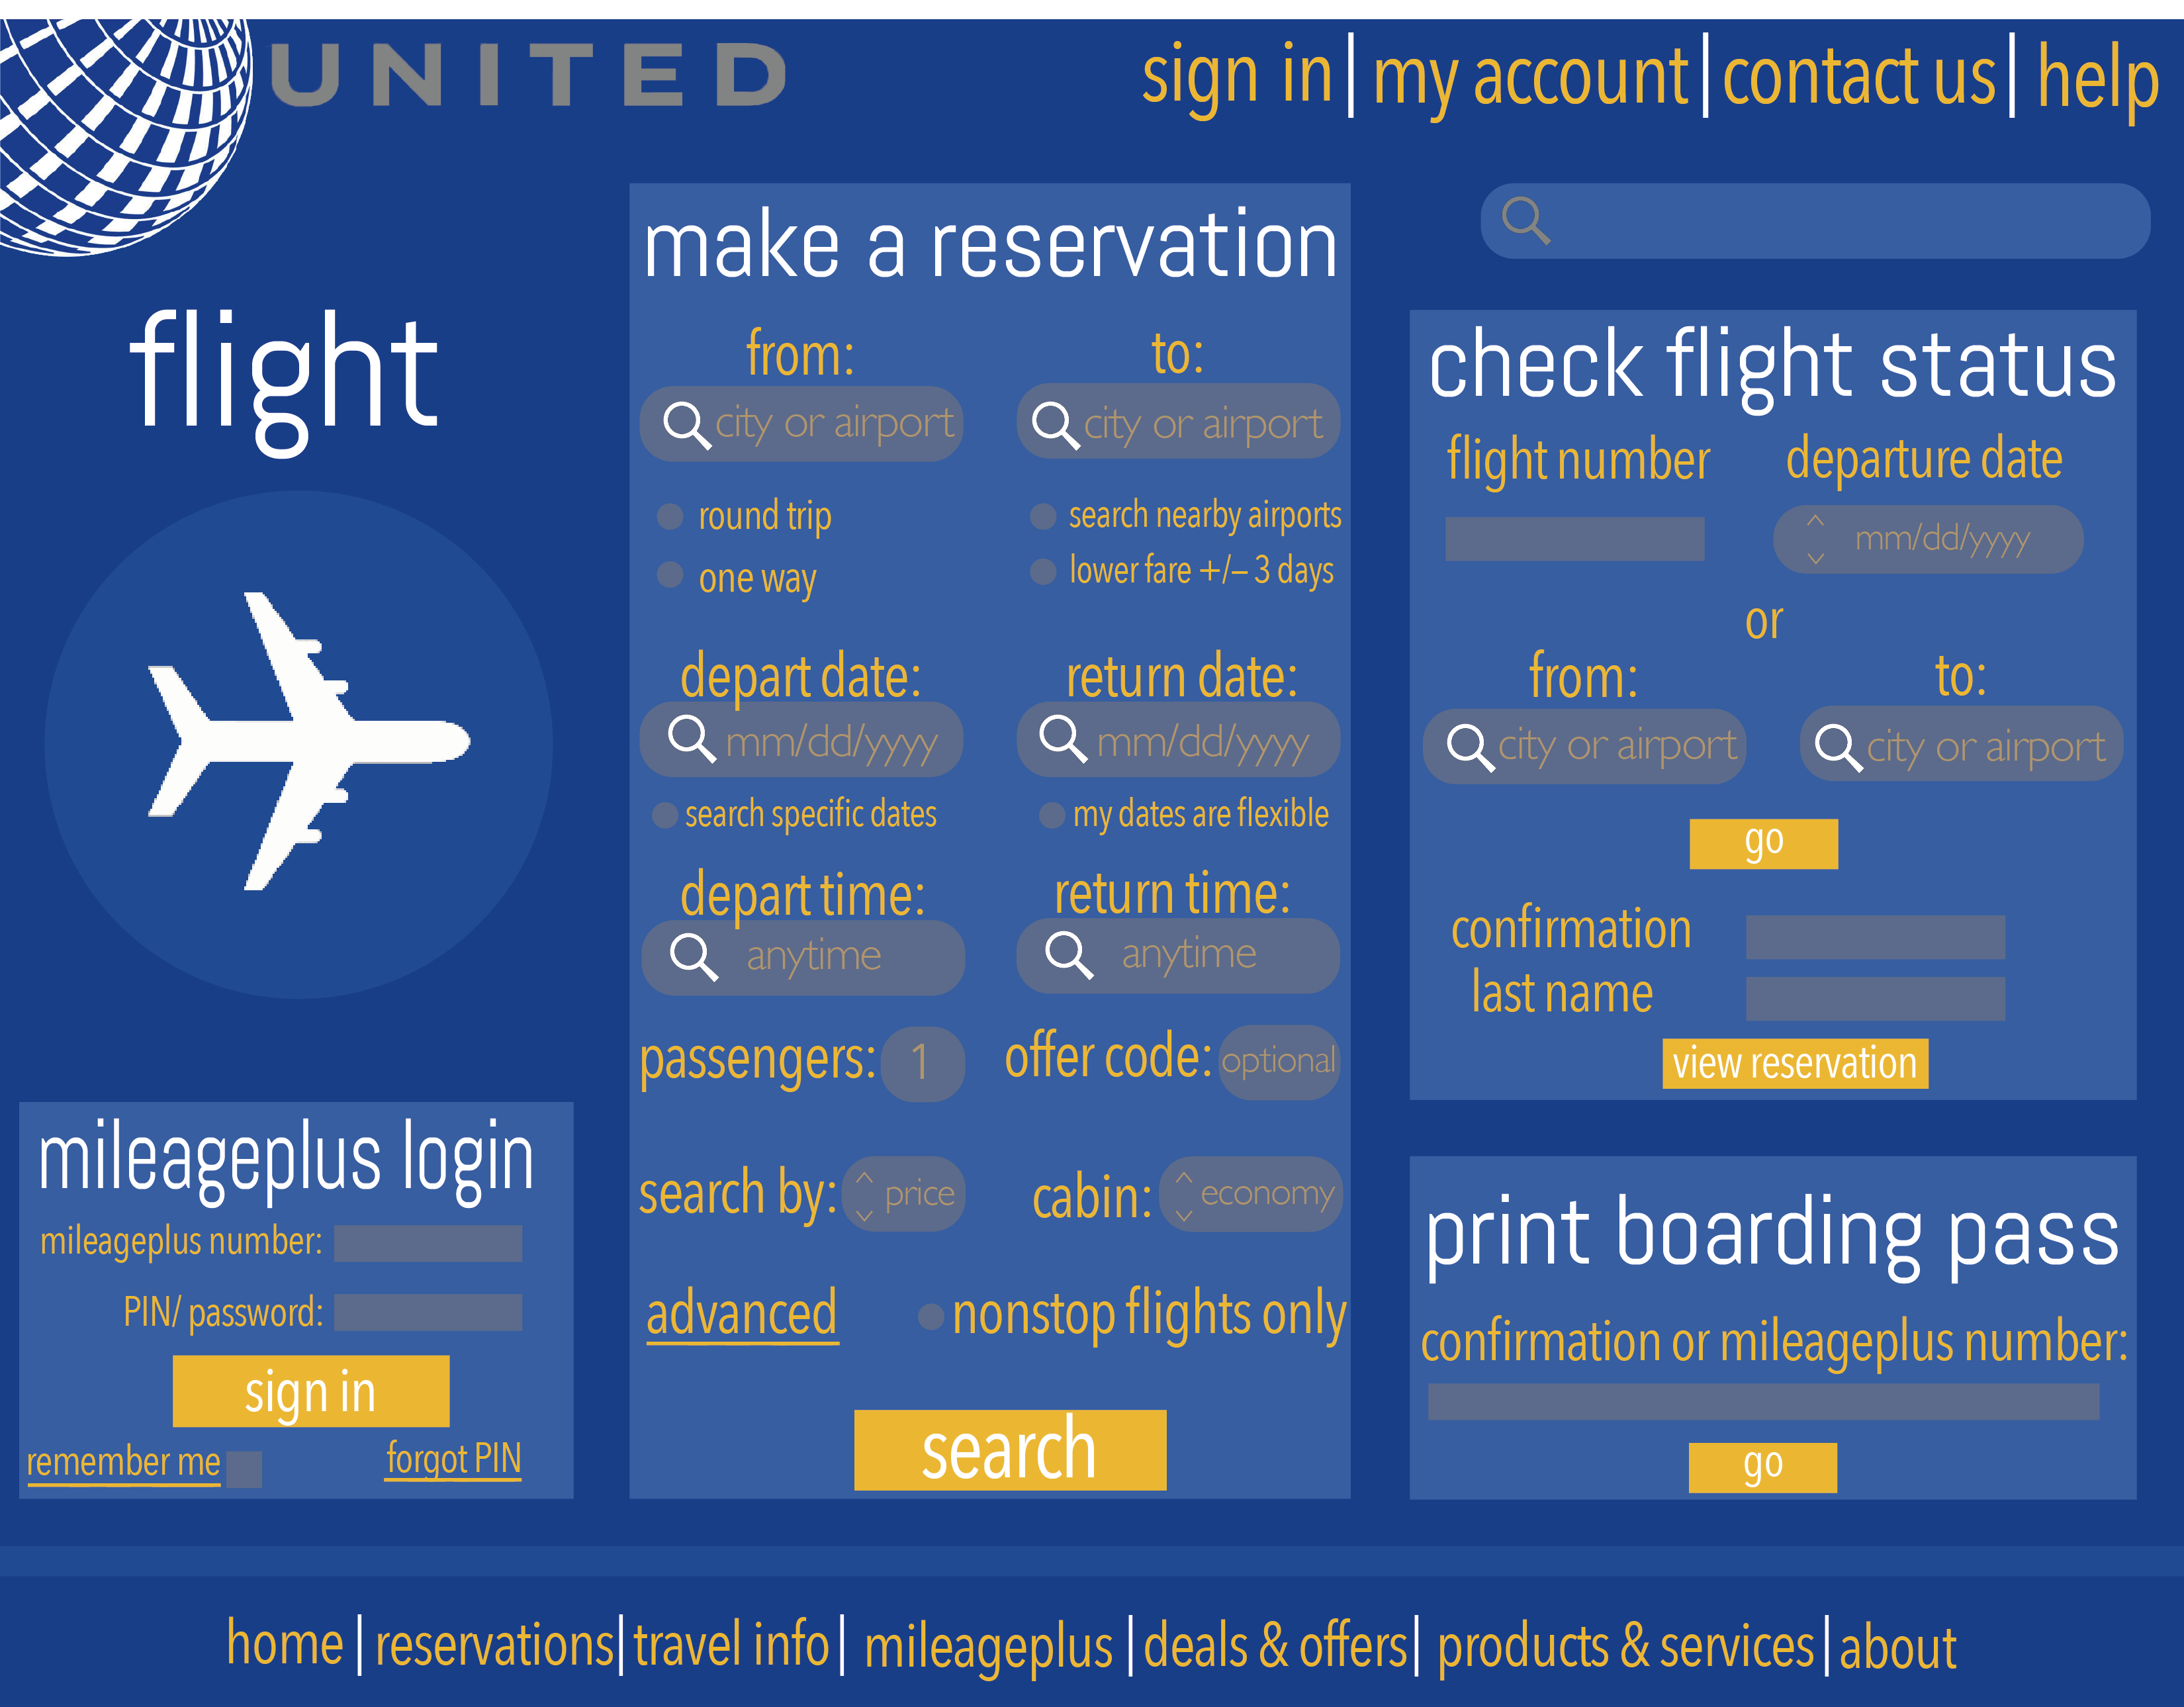 UNITED
sign in | my account | contact us | help
flight
make a reservation
from: to:
city or airport city or airport
round trip search nearby airports
one way lower fare +/– 3 days
depart date: return date:
mm/dd/yyyy mm/dd/yyyy
search specific dates my dates are flexible
depart time: return time:
anytime anytime
passengers: 1 offer code: optional
search by: price cabin: economy
advanced nonstop flights only
search
check flight status
flight number departure date
mm/dd/yyyy
or
from: to:
city or airport city or airport
go
confirmation
last name
view reservation
mileageplus login
mileageplus number:
PIN/ password:
sign in
remember me forgot PIN
print boarding pass
confirmation or mileageplus number:
go
home | reservations | travel info | mileageplus | deals & offers | products & services | about